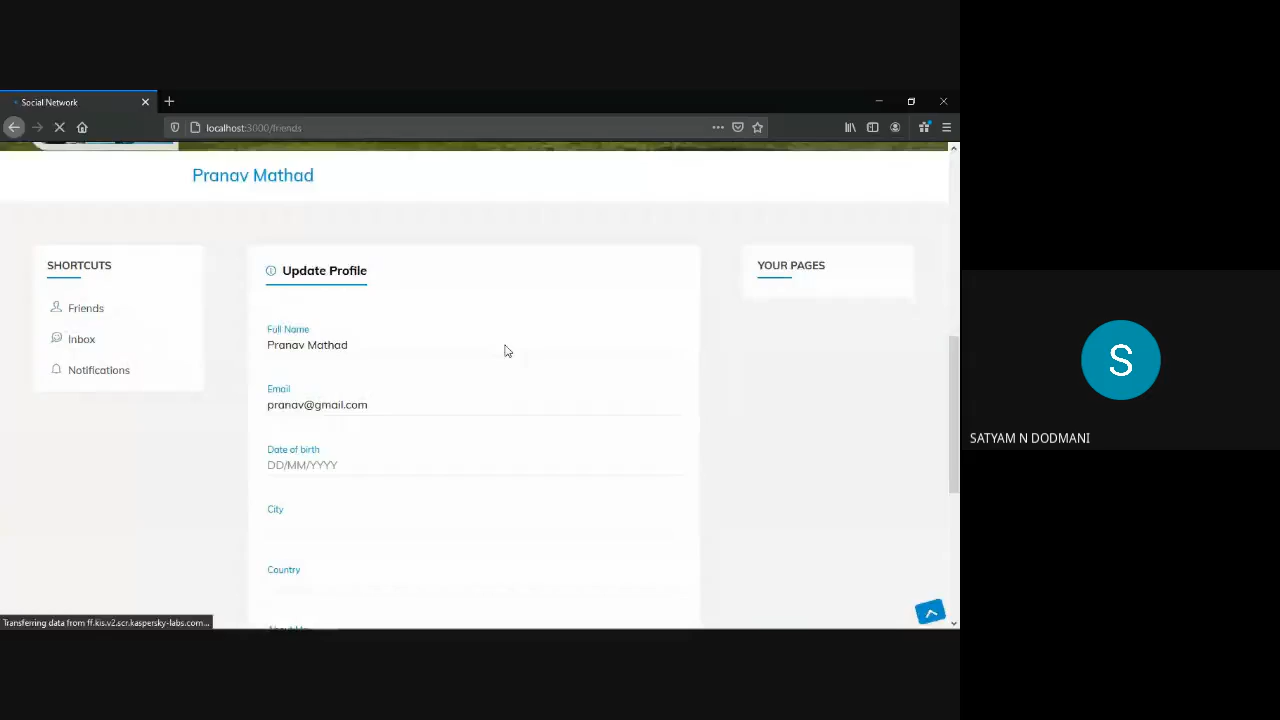 Social Network
localhost:3000/friends
Pranav Mathad
SHORTCUTS
Friends
Inbox
Notifications
Update Profile
Full Name
Pranav Mathad
Email
pranav@gmail.com
Date of birth
DD/MM/YYYY
City
Country
YOUR PAGES
Transferring data from ff.kis.v2.scr.kaspersky-labs.com...
S
SATYAM N DODMANI